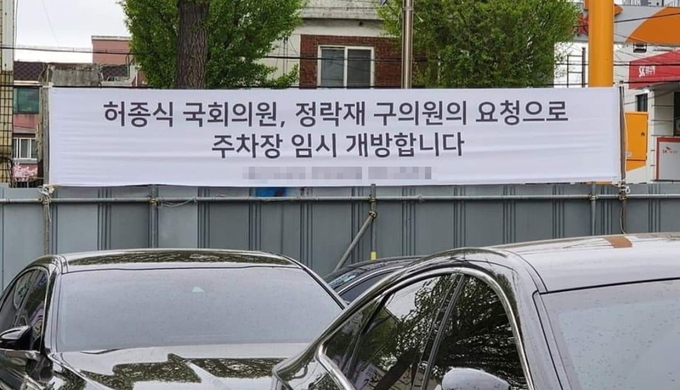 허종식 국회의원, 정락재 구의원의 요청으로
주차장 임시 개방합니다